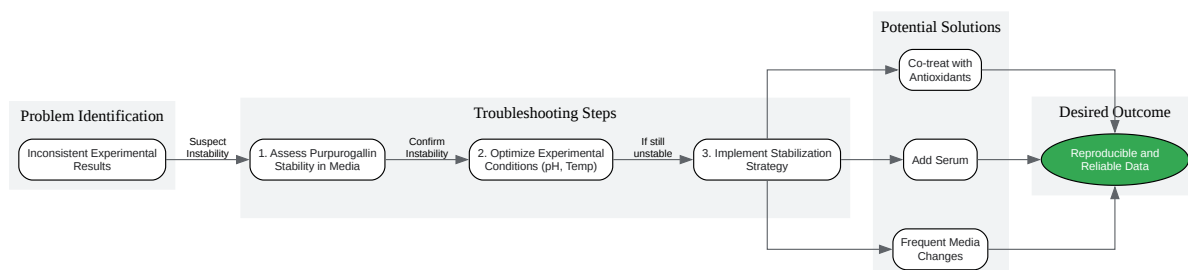 Problem Identification
Inconsistent Experimental
Results
Suspect
Instability
Troubleshooting Steps
1. Assess Purpurogallin
Stability in Media
Confirm
Instability
2. Optimize Experimental
Conditions (pH, Temp)
If still
unstable
3. Implement Stabilization
Strategy
Potential Solutions
Co-treat with
Antioxidants
Add Serum
Frequent Media
Changes
Desired Outcome
Reproducible and
Reliable Data